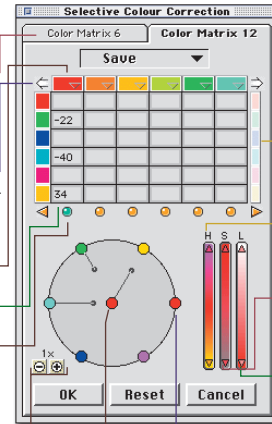 Selective Colour Correction
Color Matrix 6
Color Matrix 12
Save
-22
-40
34
H S L
1x
OK Reset Cancel